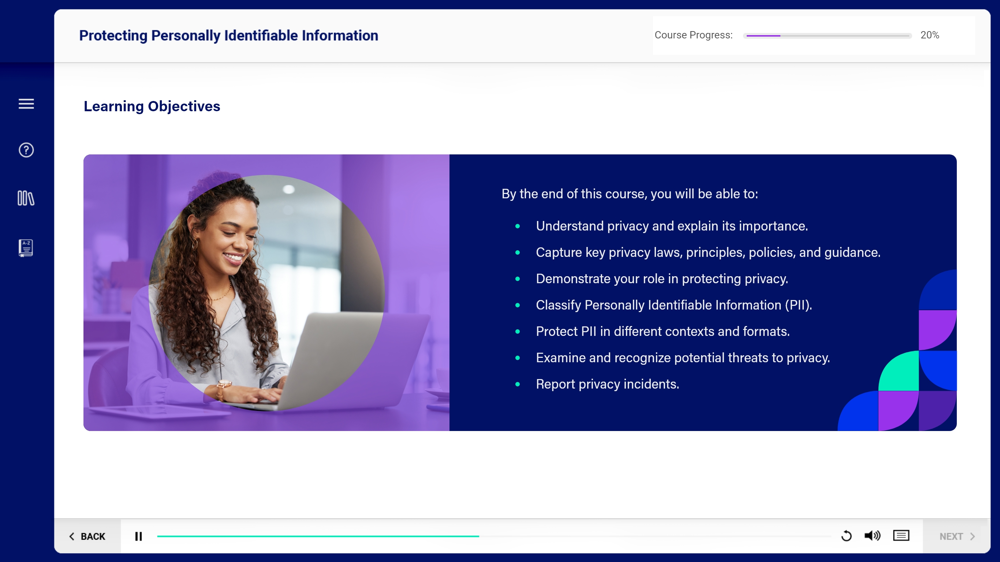 Protecting Personally Identifiable Information
Course Progress: 20%
Learning Objectives
By the end of this course, you will be able to:
• Understand privacy and explain its importance.
• Capture key privacy laws, principles, policies, and guidance.
• Demonstrate your role in protecting privacy.
• Classify Personally Identifiable Information (PII).
• Protect PII in different contexts and formats.
• Examine and recognize potential threats to privacy.
• Report privacy incidents.
A-Z
BACK
NEXT